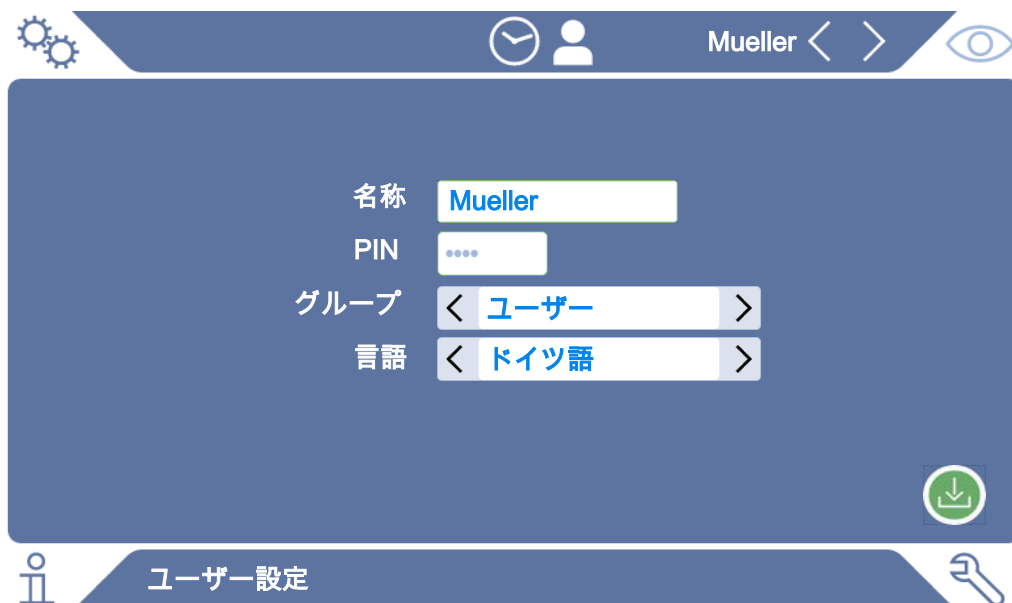 Mueller
名称 Mueller
PIN ••••
グループ ユーザー
言語 ドイツ語
ユーザー設定